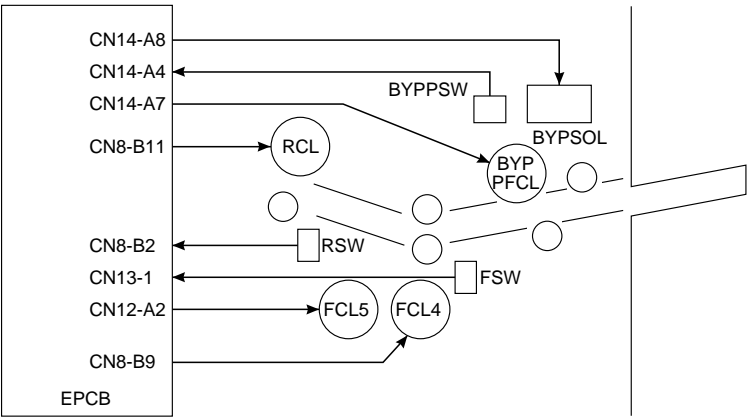 CN14-A8
CN14-A4
BYPPSW
CN14-A7
BYPSOL
CN8-B11
RCL
BYP
PFCL
CN8-B2
RSW
CN13-1
FSW
CN12-A2
FCL5
FCL4
CN8-B9
EPCB